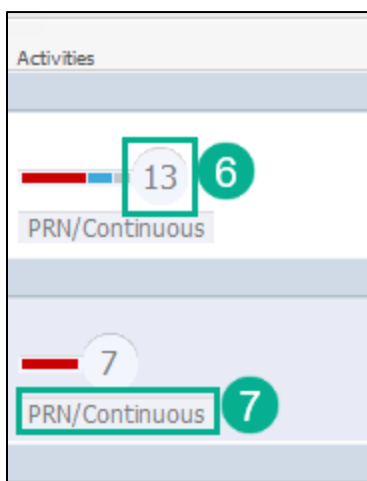 Activities
13 6
PRN/Continuous
7
PRN/Continuous 7